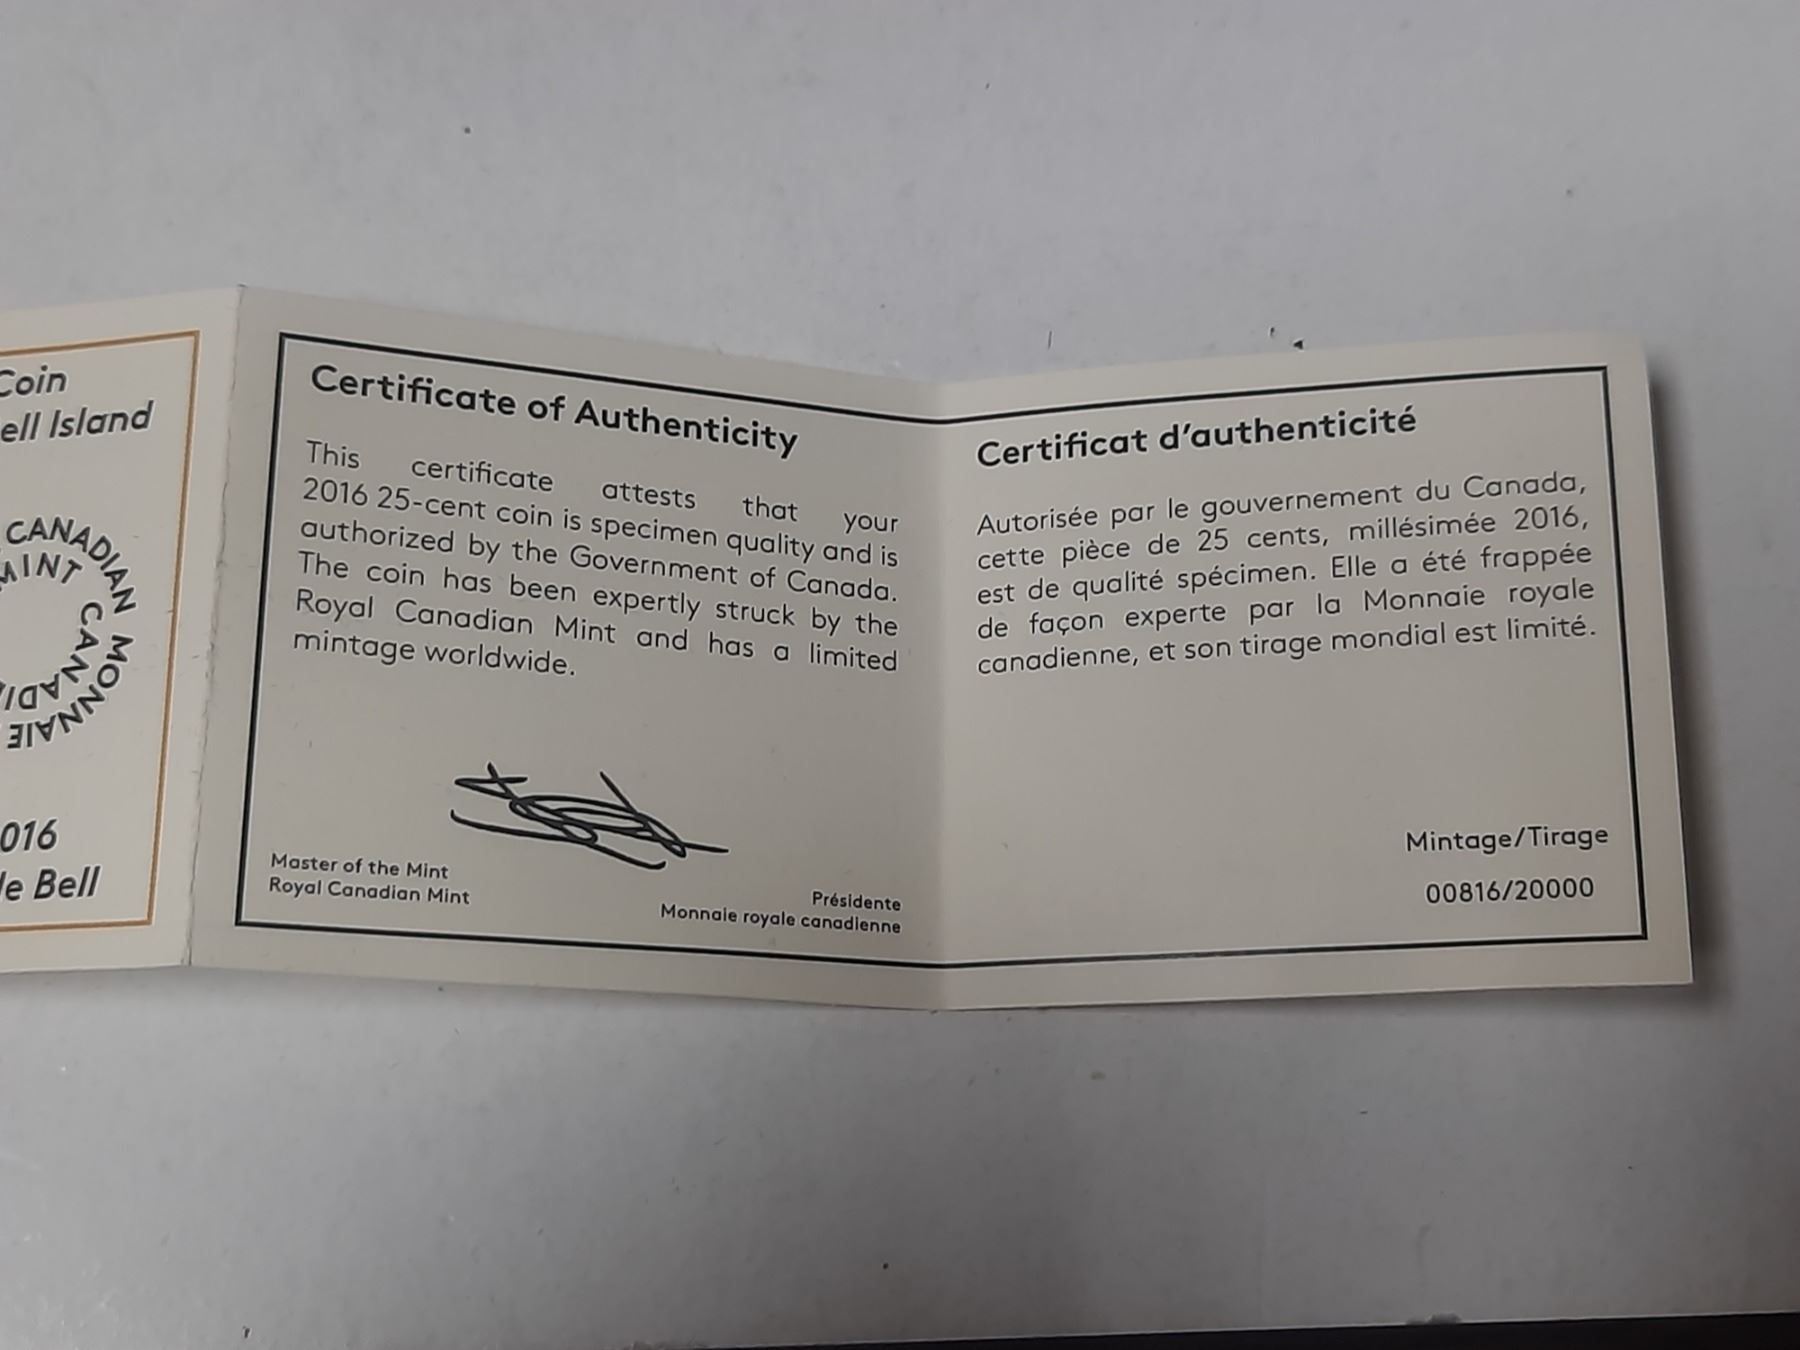 Coin
ell Island
CANADIAN MONNAIE
MINT CANADI
016
le Bell
Certificate of Authenticity
This certificate attests that your
2016 25-cent coin is specimen quality and is
authorized by the Government of Canada.
The coin has been expertly struck by the
Royal Canadian Mint and has a limited
mintage worldwide.
Master of the Mint
Royal Canadian Mint
Présidente
Monnaie royale canadienne
Certificat d'authenticité
Autorisée par le gouvernement du Canada,
cette pièce de 25 cents, millésimée 2016,
est de qualité spécimen. Elle a été frappée
de façon experte par la Monnaie royale
canadienne, et son tirage mondial est limité.
Mintage/Tirage
00816/20000